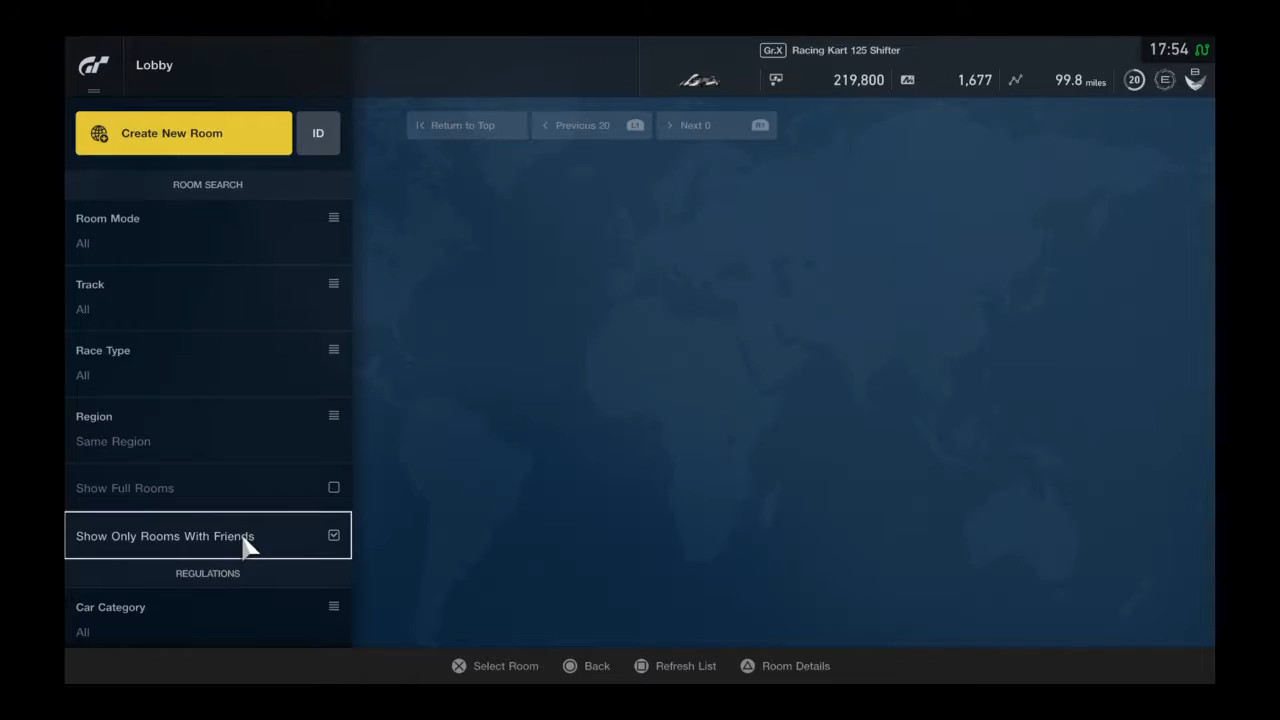 Lobby
Gr.X Racing Kart 125 Shifter
17:54
219,800
1,677
99.8 miles
20
E
B
Create New Room
ID
Return to Top
Previous 20
L1
Next 0
R1
ROOM SEARCH
Room Mode
All
Track
All
Race Type
All
Region
Same Region
Show Full Rooms
Show Only Rooms With Friends
REGULATIONS
Car Category
All
Select Room
Back
Refresh List
Room Details